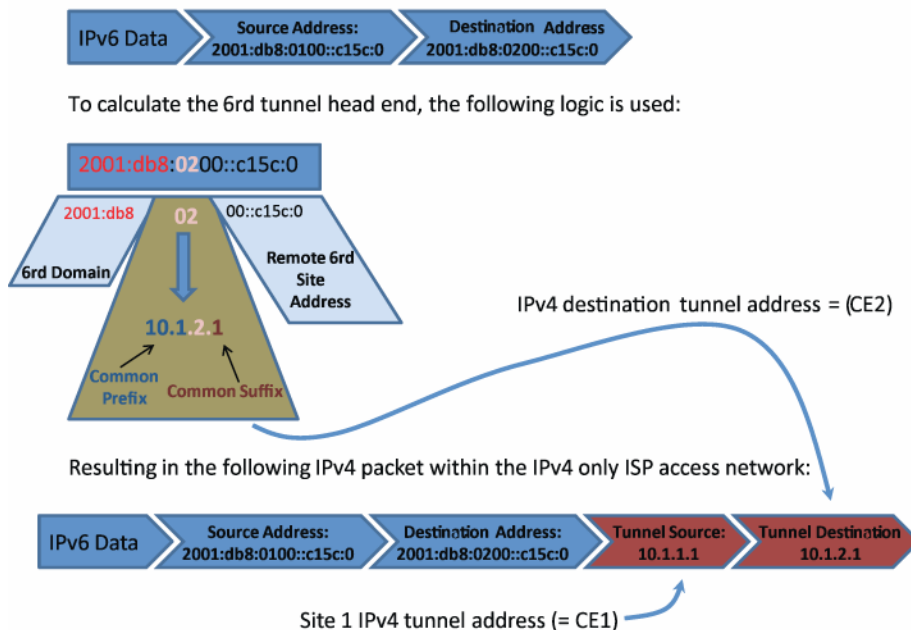 IPv6 Data
Source Address:
2001:db8:0100::c15c:0
Destination Address
2001:db8:0200::c15c:0
To calculate the 6rd tunnel head end, the following logic is used:
2001:db8:0200::c15c:0
2001:db8
02
00::c15c:0
6rd Domain
Remote 6rd
Site
Address
10.1.2.1
Common
Prefix
Common Suffix
IPv4 destination tunnel address = (CE2)
Resulting in the following IPv4 packet within the IPv4 only ISP access network:
IPv6 Data
Source Address:
2001:db8:0100::c15c:0
Destination Address:
2001:db8:0200::c15c:0
Tunnel Source:
10.1.1.1
Tunnel Destination
10.1.2.1
Site 1 IPv4 tunnel address (= CE1)